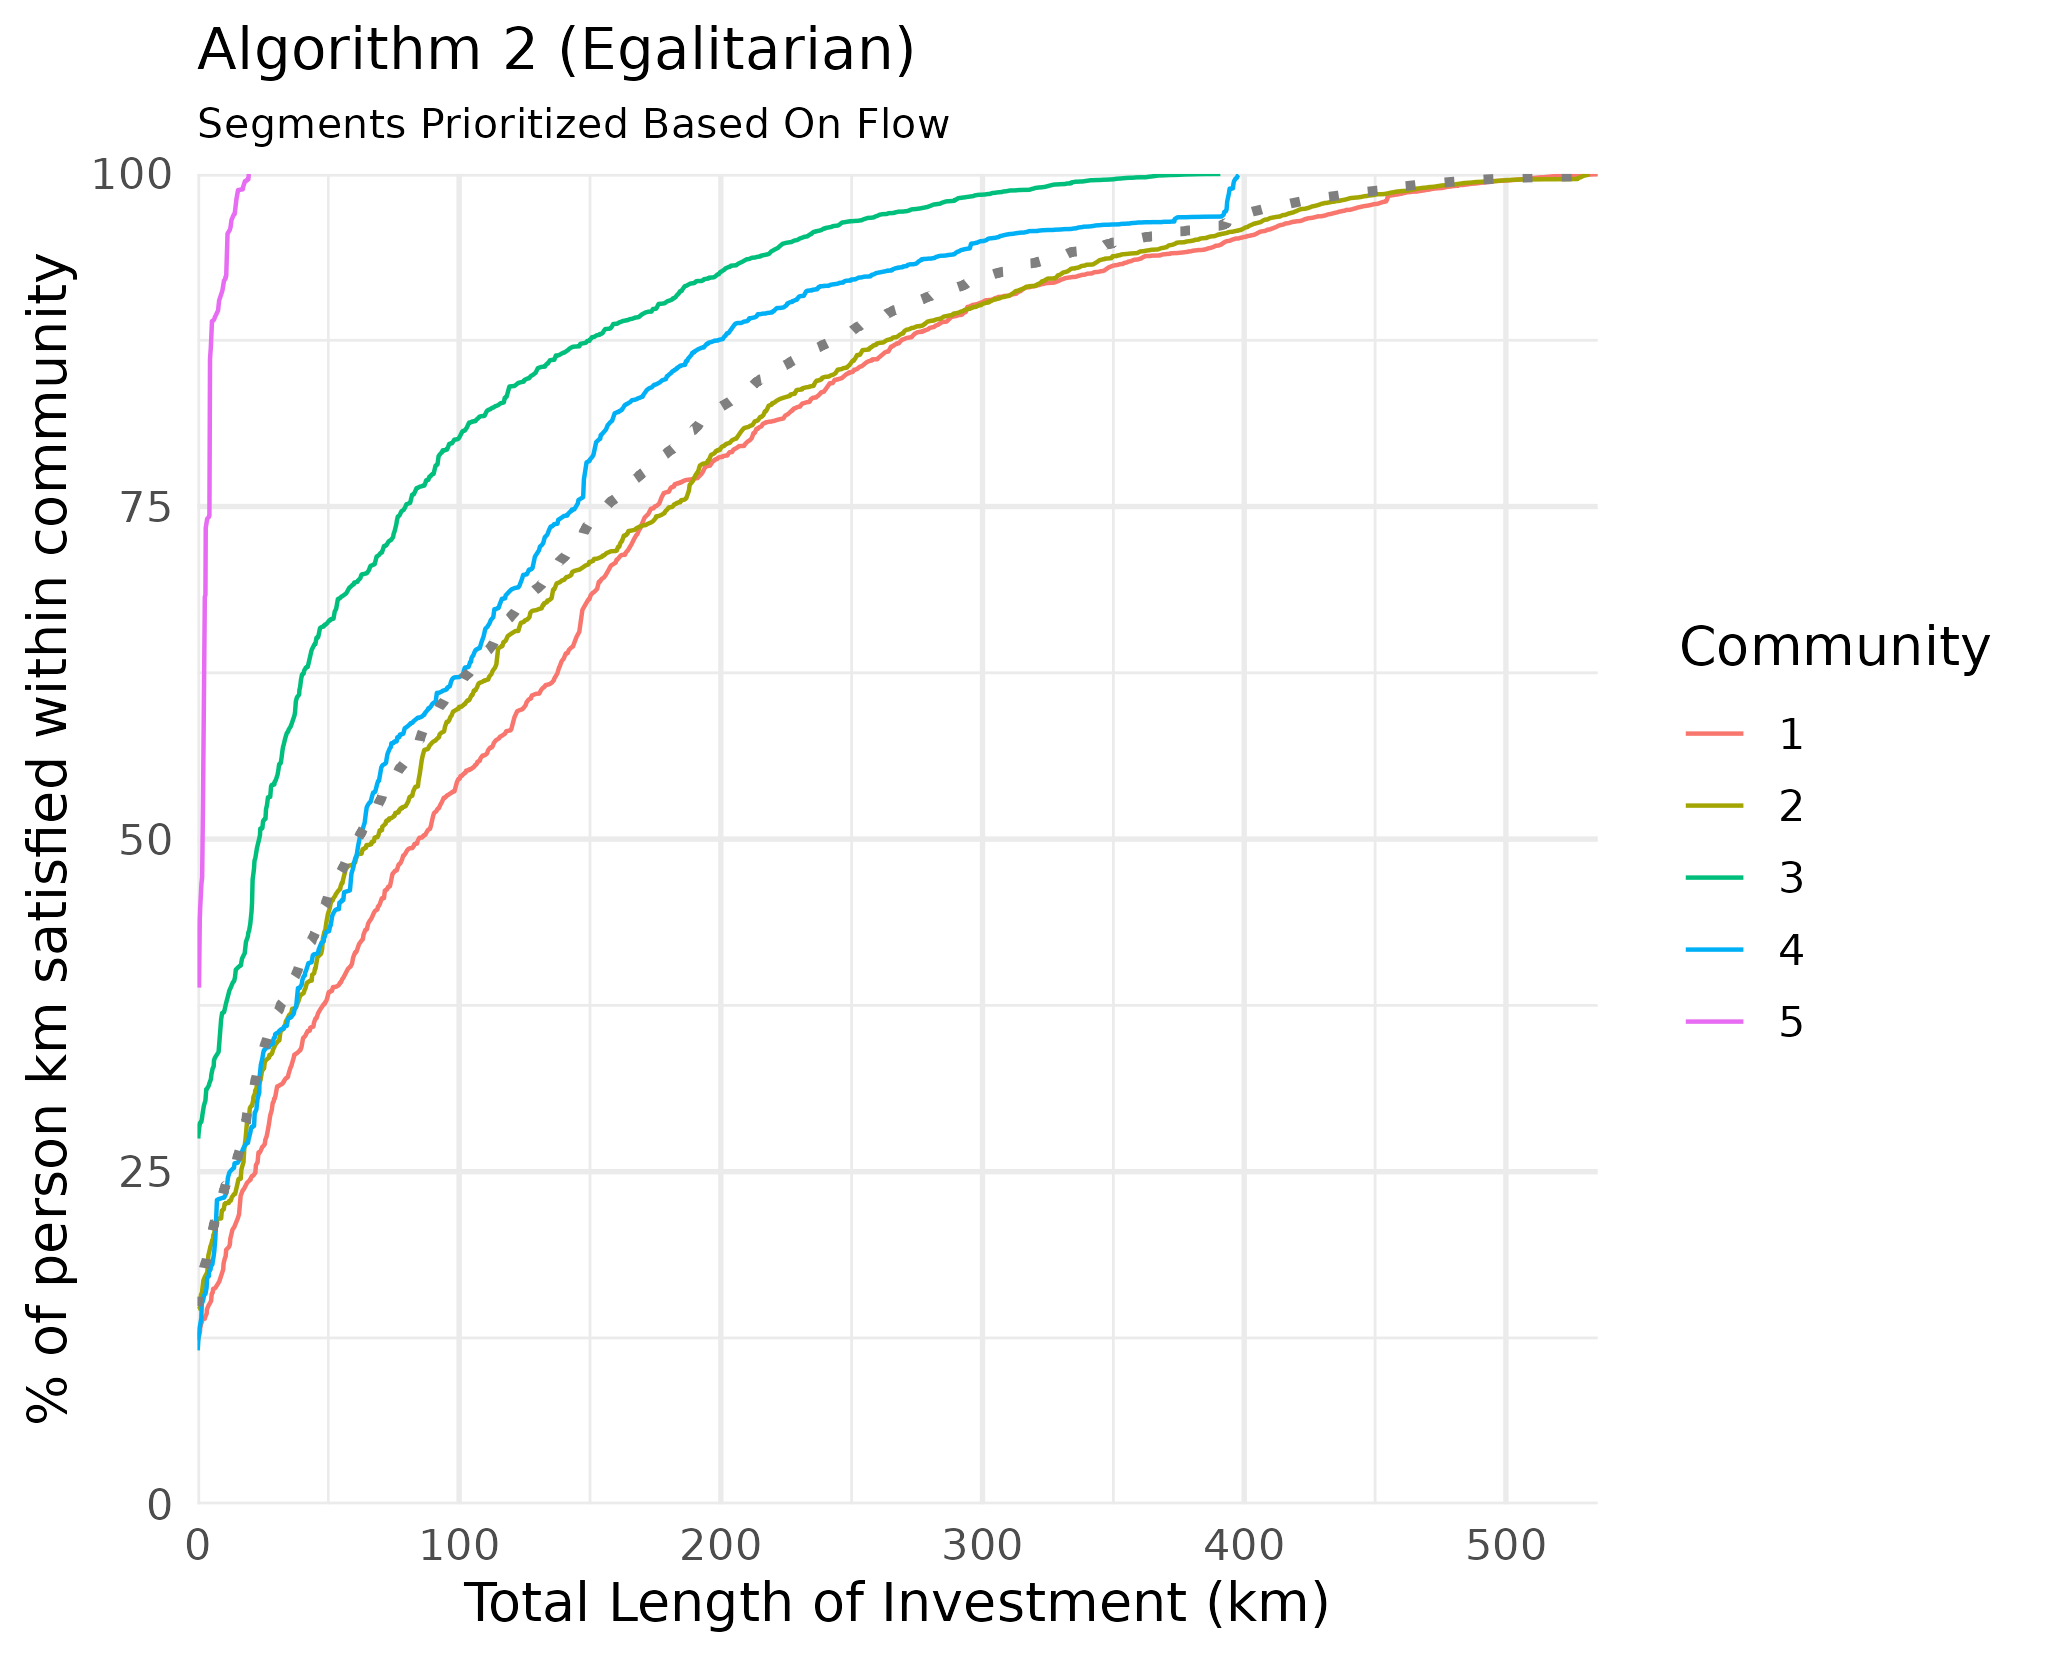 Algorithm 2 (Egalitarian)
Segments Prioritized Based On Flow
% of person km satisfied within community
100
75
50
25
0
0 100 200 300 400 500
Total Length of Investment (km)
Community
1
2
3
4
5